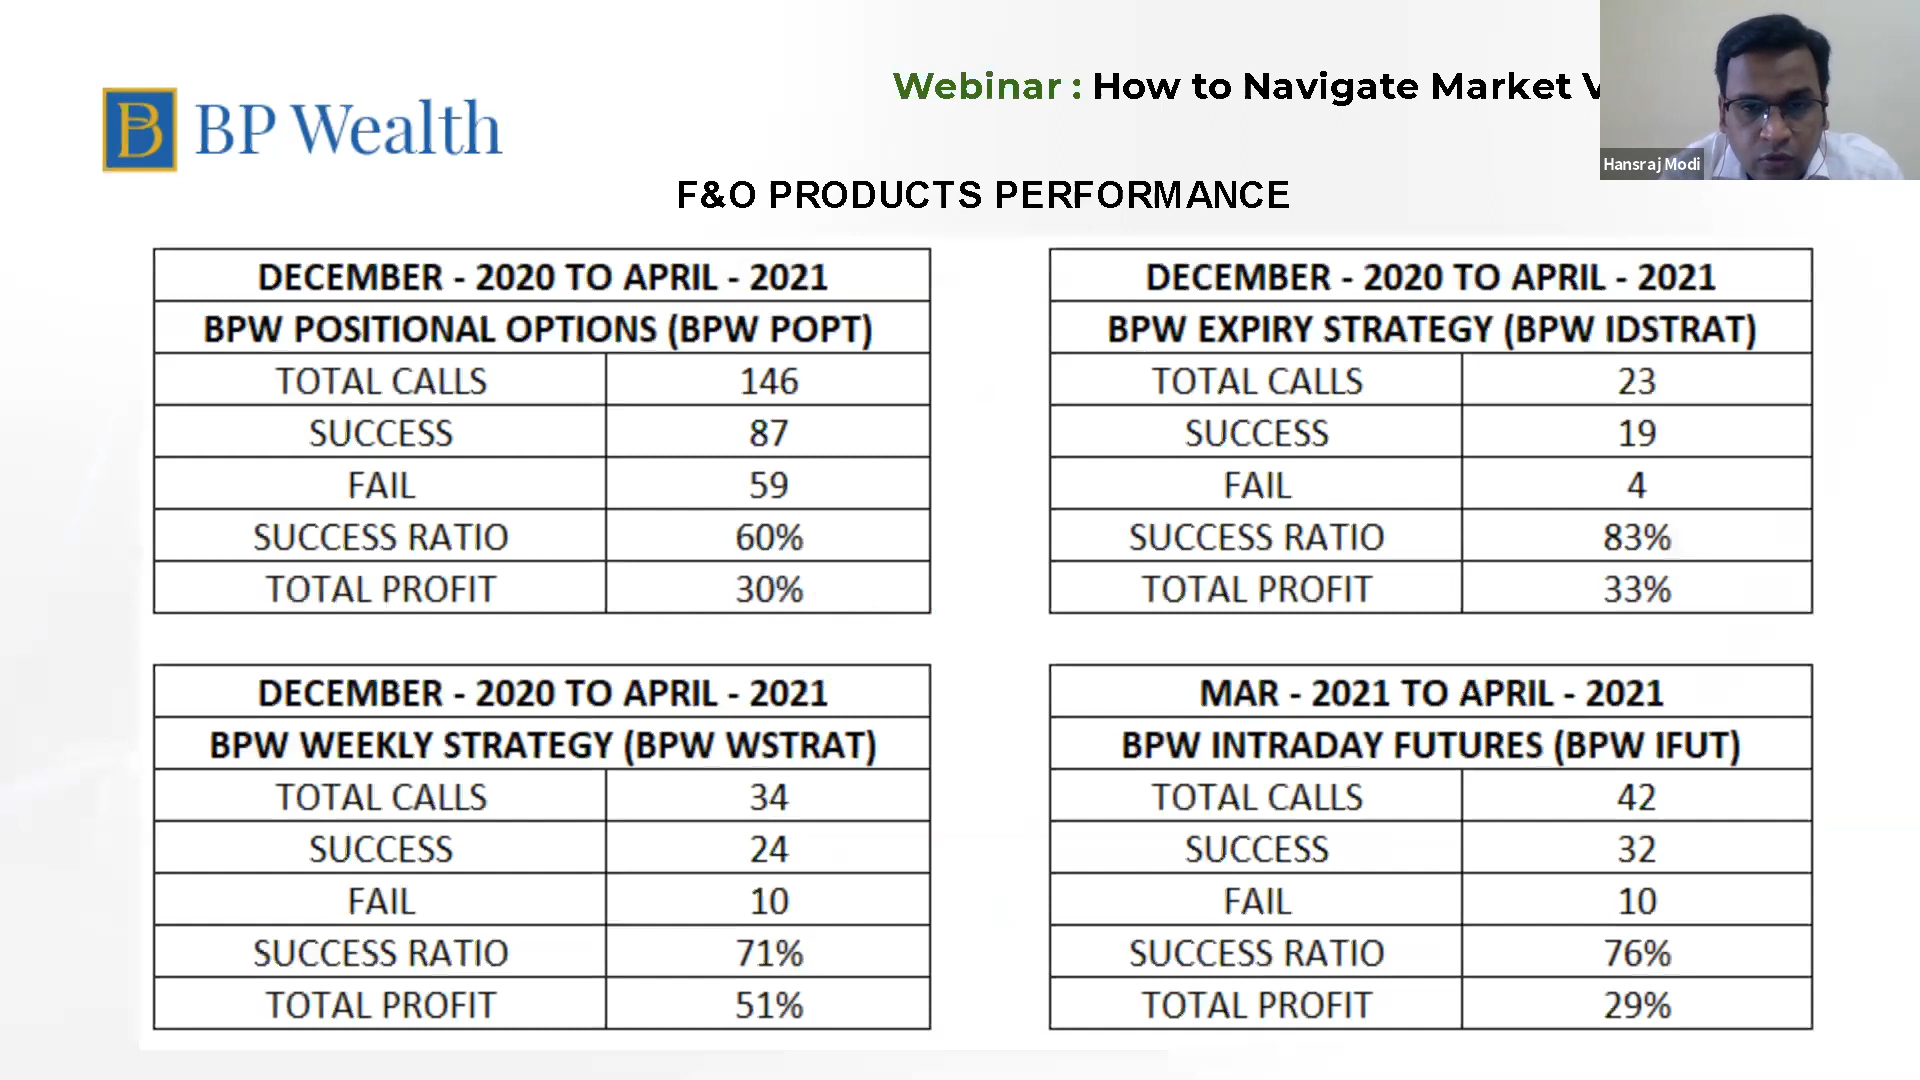 Webinar : How to Navigate Market V
Hansraj Modi
B BP Wealth
F&O PRODUCTS PERFORMANCE
DECEMBER - 2020 TO APRIL - 2021
BPW POSITIONAL OPTIONS (BPW POPT)
TOTAL CALLS 146
SUCCESS 87
FAIL 59
SUCCESS RATIO 60%
TOTAL PROFIT 30%
DECEMBER - 2020 TO APRIL - 2021
BPW EXPIRY STRATEGY (BPW IDSTRAT)
TOTAL CALLS 23
SUCCESS 19
FAIL 4
SUCCESS RATIO 83%
TOTAL PROFIT 33%
DECEMBER - 2020 TO APRIL - 2021
BPW WEEKLY STRATEGY (BPW WSTRAT)
TOTAL CALLS 34
SUCCESS 24
FAIL 10
SUCCESS RATIO 71%
TOTAL PROFIT 51%
MAR - 2021 TO APRIL - 2021
BPW INTRADAY FUTURES (BPW IFUT)
TOTAL CALLS 42
SUCCESS 32
FAIL 10
SUCCESS RATIO 76%
TOTAL PROFIT 29%